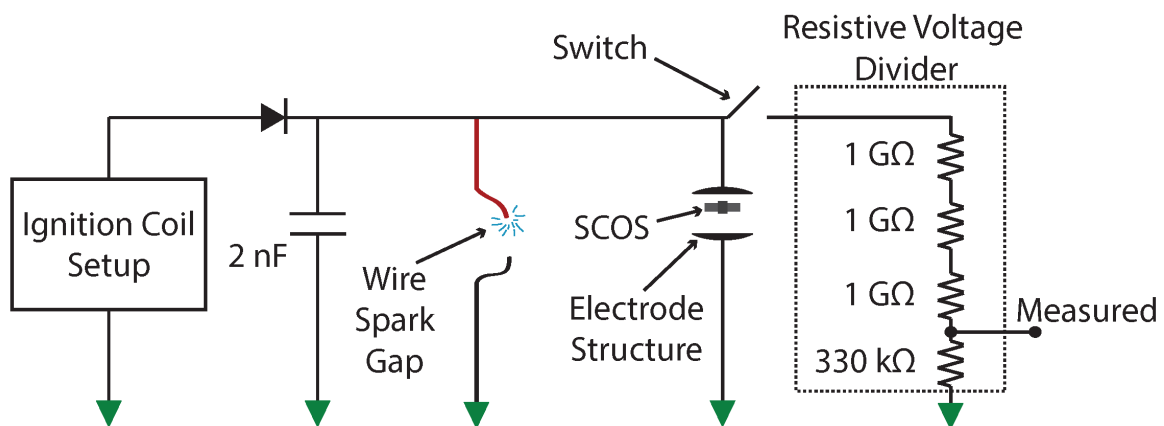 Ignition Coil
Setup
2 nF
Wire
Spark
Gap
SCOS
Electrode
Structure
Switch
Resistive Voltage
Divider
1 GΩ
1 GΩ
1 GΩ
330 kΩ
Measured